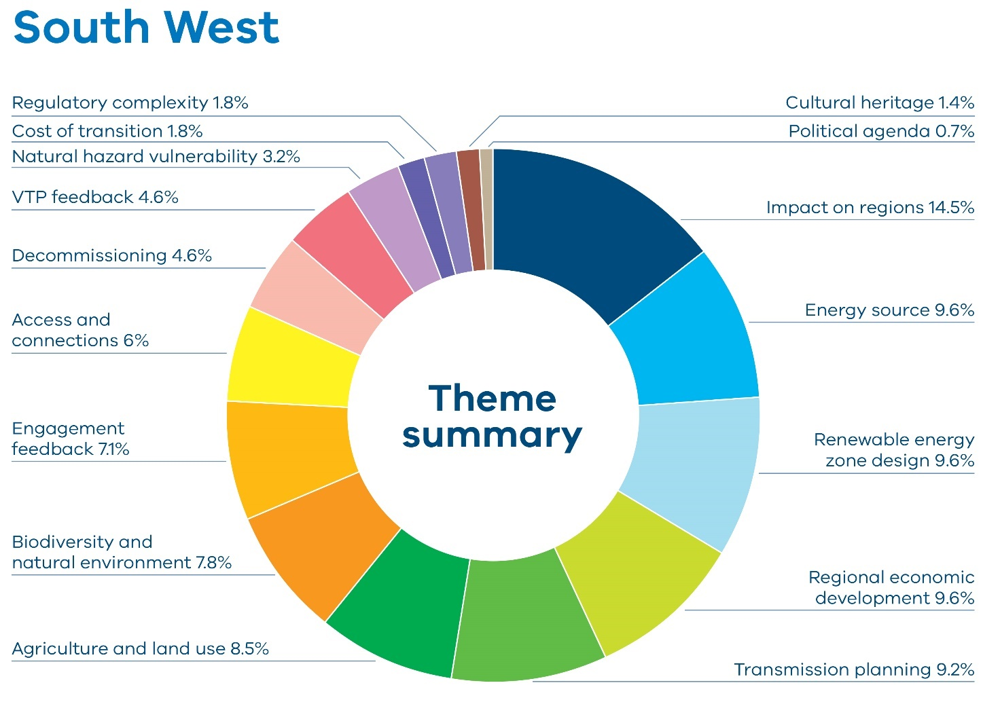 South West
Regulatory complexity 1.8%
Cost of transition 1.8%
Natural hazard vulnerability 3.2%
VTP feedback 4.6%
Decommissioning 4.6%
Access and
connections 6%
Engagement
feedback 7.1%
Biodiversity and
natural environment 7.8%
Agriculture and land use 8.5%
Theme
summary
Cultural heritage 1.4%
Political agenda 0.7%
Impact on regions 14.5%
Energy source 9.6%
Renewable energy
zone design 9.6%
Regional economic
development 9.6%
Transmission planning 9.2%